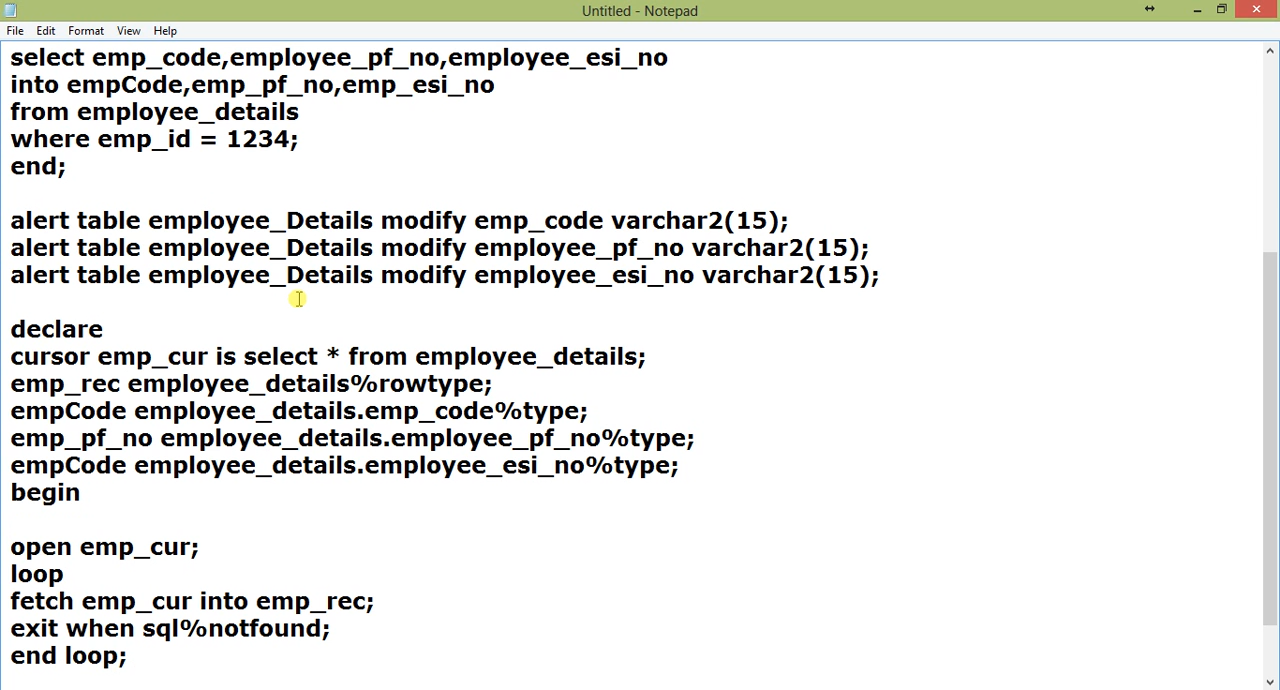 Untitled - Notepad
File Edit Format View Help
select emp_code,employee_pf_no,employee_esi_no
into empCode,emp_pf_no,emp_esi_no
from employee_details
where emp_id = 1234;
end;
alert table employee_Details modify emp_code varchar2(15);
alert table employee_Details modify employee_pf_no varchar2(15);
alert table employee_Details modify employee_esi_no varchar2(15);
declare
cursor emp_cur is select * from employee_details;
emp_rec employee_details%rowtype;
empCode employee_details.emp_code%type;
emp_pf_no employee_details.employee_pf_no%type;
empCode employee_details.employee_esi_no%type;
begin
open emp_cur;
loop
fetch emp_cur into emp_rec;
exit when sql%notfound;
end loop;